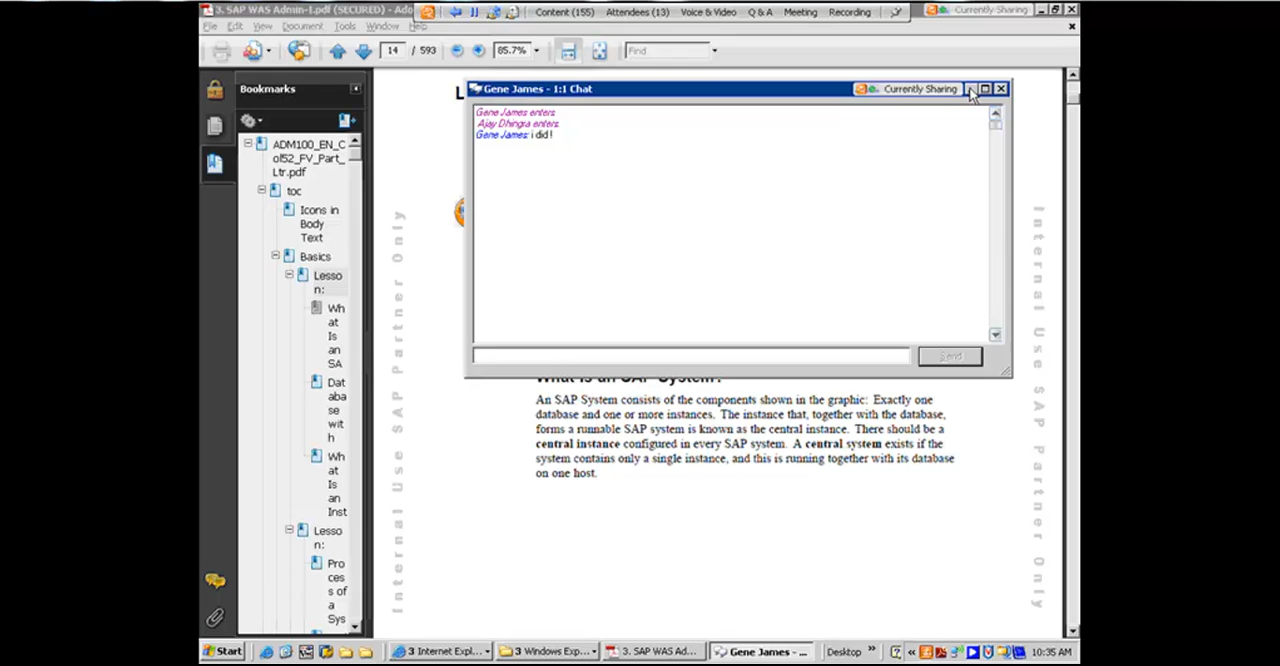 3. SAP WAS Admin-I.pdf (SECURED) - Ado
Content (155) Attendees (13) Voice & Video Q & A Meeting Recording
Currently Sharing
File Edit View Document Tools Window Help
14 / 593 85.7% Find
Bookmarks
ADM100_EN_C
ol52_FV_Part_
Ltr.pdf
toc
Icons in
Body
Text
Basics
Lesso
n:
Wh
at
Is
an
SA
Dat
aba
se
wit
h
Wh
at
Is
an
Inst
Lesso
n:
Pro
ces
s of
a
Sys
L
Gene James - 1:1 Chat
Currently Sharing
Gene James enters
Ajay Dhingra enters
Gene James: i did!
Send
What is an SAP System?
An SAP System consists of the components shown in the graphic: Exactly one
database and one or more instances. The instance that, together with the database,
forms a runnable SAP system is known as the central instance. There should be a
central instance configured in every SAP system. A central system exists if the
system contains only a single instance, and this is running together with its database
on one host.
Internal Use SAP Partner Only
Internal Use SAP Partner Only
Start 3 Internet Expl... 3 Windows Exp... 3. SAP WAS Ad... Gene James - ... Desktop 10:35 AM